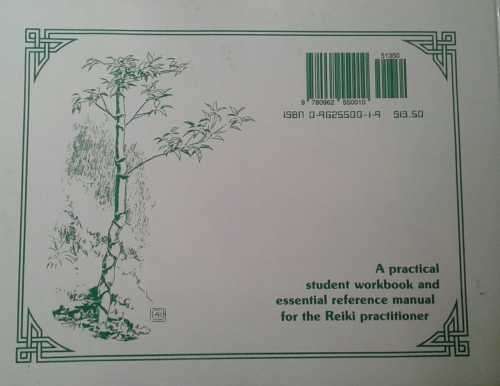 51350
9 780962 550010
ISBN 0-9625500-1-9 $13.50
A practical
student workbook and
essential reference manual
for the Reiki practitioner